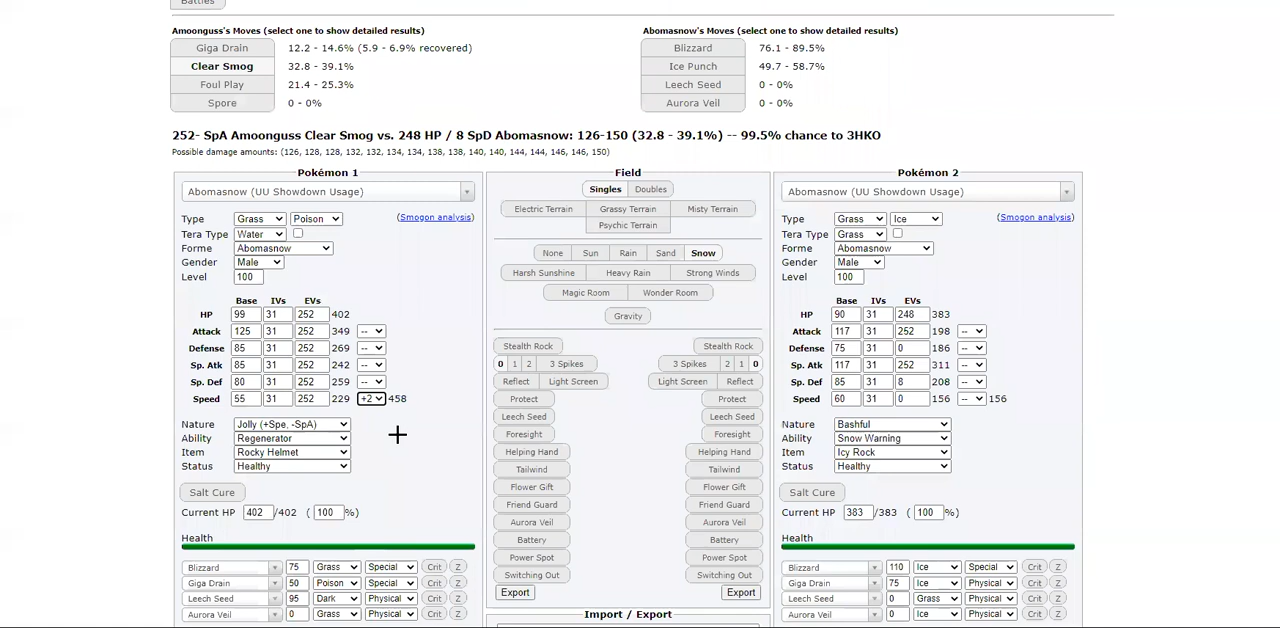 Battles
Amoonguss's Moves (select one to show detailed results) Abomasnow's Moves (select one to show detailed results)
Giga Drain 12.2 - 14.6% (5.9 - 6.9% recovered) Blizzard 76.1 - 89.5%
Clear Smog 32.8 - 39.1% Ice Punch 49.7 - 58.7%
Foul Play 21.4 - 25.3% Leech Seed 0 - 0%
Spore 0 - 0% Aurora Veil 0 - 0%
252- SpA Amoonguss Clear Smog vs. 248 HP / 8 SpD Abomasnow: 126-150 (32.8 - 39.1%) -- 99.5% chance to 3HKO
Possible damage amounts: (126, 128, 128, 132, 132, 134, 134, 138, 138, 140, 140, 144, 144, 146, 146, 150)
Pokémon 1
Abomasnow (UU Showdown Usage)
Type Grass Poison (Smogon analysis)
Tera Type Water
Forme Abomasnow
Gender Male
Level 100
Base IVs EVs
HP 99 31 252 402
Attack 125 31 252 349 --
Defense 85 31 252 269 --
Sp. Atk 85 31 252 242 --
Sp. Def 80 31 252 259 --
Speed 55 31 252 229 +2 458
Nature Jolly (+Spe, -SpA)
Ability Regenerator
Item Rocky Helmet
Status Healthy
Salt Cure
Current HP 402 /402 ( 100 %)
Health
Blizzard 75 Grass Special Crit Z
Giga Drain 50 Poison Special Crit Z
Leech Seed 95 Dark Physical Crit Z
Aurora Veil 0 Grass Physical Crit Z
Field
Singles Doubles
Electric Terrain Grassy Terrain Misty Terrain
Psychic Terrain
None Sun Rain Sand Snow
Harsh Sunshine Heavy Rain Strong Winds
Magic Room Wonder Room
Gravity
Stealth Rock Stealth Rock
0 1 2 3 Spikes 3 Spikes 2 1 0
Reflect Light Screen Light Screen Reflect
Protect Protect
Leech Seed Leech Seed
Foresight Foresight
Helping Hand Helping Hand
Tailwind Tailwind
Flower Gift Flower Gift
Friend Guard Friend Guard
Aurora Veil Aurora Veil
Battery Battery
Power Spot Power Spot
Switching Out Switching Out
Export Export
Import / Export
Pokémon 2
Abomasnow (UU Showdown Usage)
Type Grass Ice (Smogon analysis)
Tera Type Grass
Forme Abomasnow
Gender Male
Level 100
Base IVs EVs
HP 90 31 248 383
Attack 117 31 252 198 --
Defense 75 31 0 186 --
Sp. Atk 117 31 252 311 --
Sp. Def 85 31 8 208 --
Speed 60 31 0 156 -- 156
Nature Bashful
Ability Snow Warning
Item Icy Rock
Status Healthy
Salt Cure
Current HP 383 /383 ( 100 %)
Health
Blizzard 110 Ice Special Crit Z
Giga Drain 75 Ice Physical Crit Z
Leech Seed 0 Grass Physical Crit Z
Aurora Veil 0 Ice Physical Crit Z